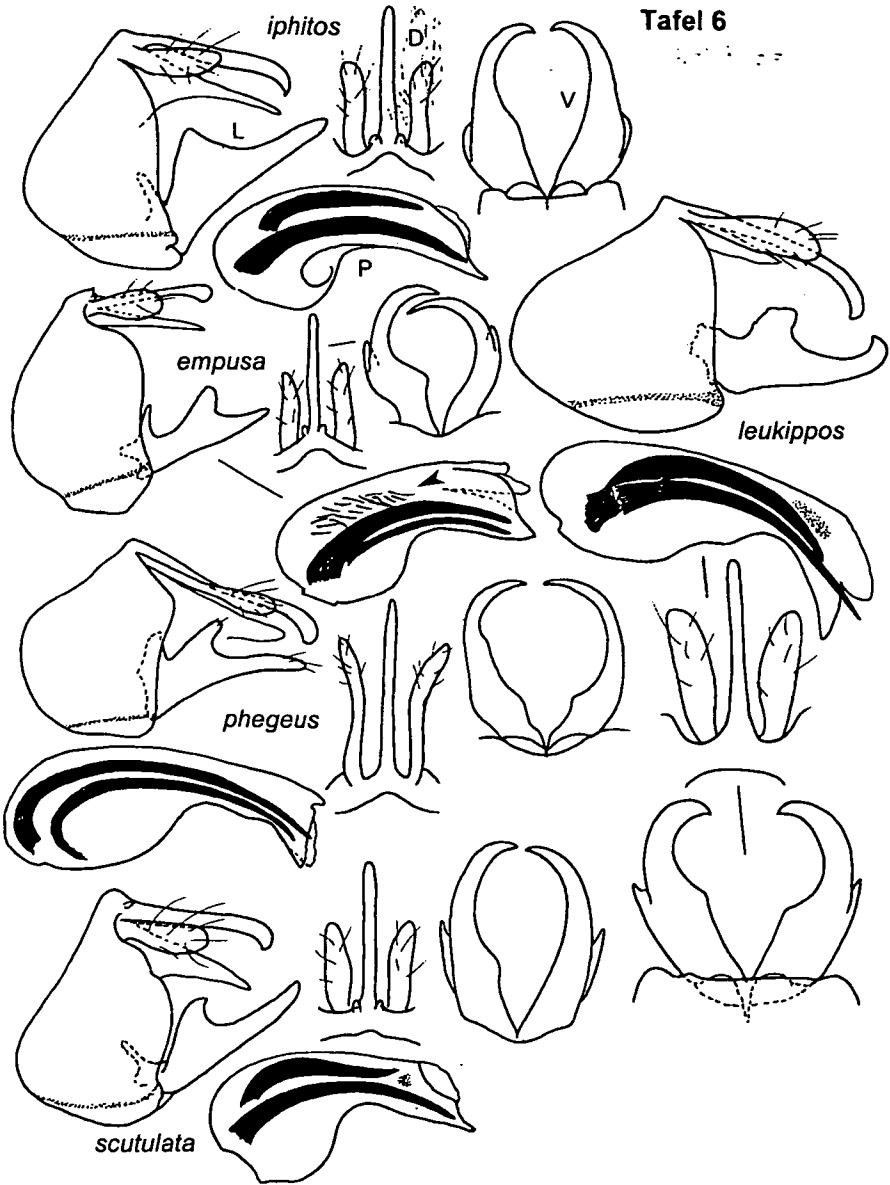 Tafel 6
iphitos
D
V
L
P
empusa
leukippos
phegeus
scutulata